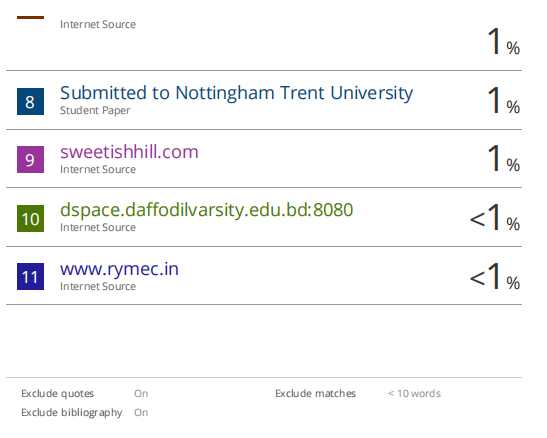 Internet Source
1%
8 Submitted to Nottingham Trent University
Student Paper
1%
9 sweetishhill.com
Internet Source
1%
10 dspace.daffodilvarsity.edu.bd:8080
Internet Source
<1%
11 www.rymec.in
Internet Source
<1%
Exclude quotes On Exclude matches < 10 words
Exclude bibliography On